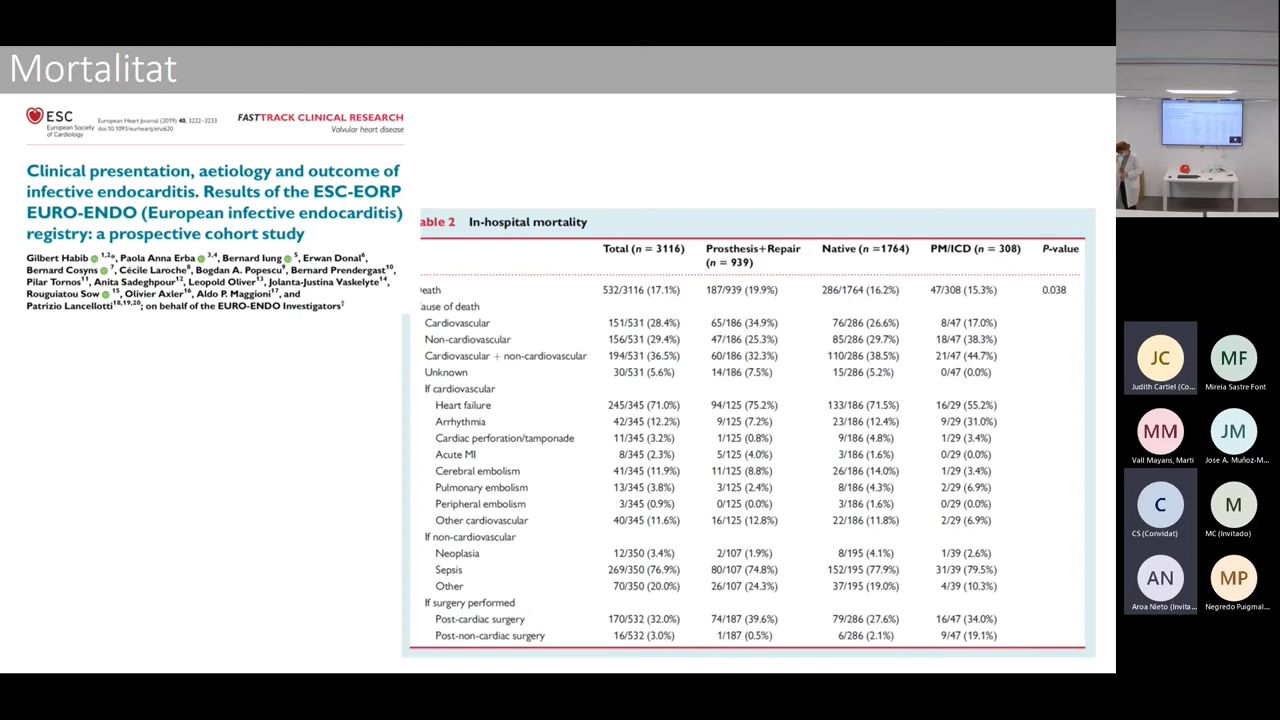 Mortalitat
ESC
European Society
of Cardiology
European Heart Journal (2019) 40, 3222–3233
doi:10.1093/eurheartj/ehz620
FASTTRACK CLINICAL RESEARCH
Valvular heart disease
Clinical presentation, aetiology and outcome of
infective endocarditis. Results of the ESC-EORP
EURO-ENDO (European infective endocarditis)
registry: a prospective cohort study
Gilbert Habib 1,2*, Paola Anna Erba 3,4, Bernard Iung 5, Erwan Donal6,
Bernard Cosyns 7, Cécile Laroche8, Bogdan A. Popescu9, Bernard Prendergast10,
Pilar Tornos11, Anita Sadeghpour12, Leopold Oliver13, Jolanta-Justina Vaskelyte14,
Rouguiatou Sow 15, Olivier Axler16, Aldo P. Maggioni17, and
Patrizio Lancellotti18,19,20; on behalf of the EURO-ENDO Investigators†
able 2 In-hospital mortality
Total (n = 3116) Prosthesis+Repair Native (n =1764) PM/ICD (n = 308) P-value
(n = 939)
eath 532/3116 (17.1%) 187/939 (19.9%) 286/1764 (16.2%) 47/308 (15.3%) 0.038
ause of death
Cardiovascular 151/531 (28.4%) 65/186 (34.9%) 76/286 (26.6%) 8/47 (17.0%)
Non-cardiovascular 156/531 (29.4%) 47/186 (25.3%) 85/286 (29.7%) 18/47 (38.3%)
Cardiovascular + non-cardiovascular 194/531 (36.5%) 60/186 (32.3%) 110/286 (38.5%) 21/47 (44.7%)
Unknown 30/531 (5.6%) 14/186 (7.5%) 15/286 (5.2%) 0/47 (0.0%)
If cardiovascular
Heart failure 245/345 (71.0%) 94/125 (75.2%) 133/186 (71.5%) 16/29 (55.2%)
Arrhythmia 42/345 (12.2%) 9/125 (7.2%) 23/186 (12.4%) 9/29 (31.0%)
Cardiac perforation/tamponade 11/345 (3.2%) 1/125 (0.8%) 9/186 (4.8%) 1/29 (3.4%)
Acute MI 8/345 (2.3%) 5/125 (4.0%) 3/186 (1.6%) 0/29 (0.0%)
Cerebral embolism 41/345 (11.9%) 11/125 (8.8%) 26/186 (14.0%) 1/29 (3.4%)
Pulmonary embolism 13/345 (3.8%) 3/125 (2.4%) 8/186 (4.3%) 2/29 (6.9%)
Peripheral embolism 3/345 (0.9%) 0/125 (0.0%) 3/186 (1.6%) 0/29 (0.0%)
Other cardiovascular 40/345 (11.6%) 16/125 (12.8%) 22/186 (11.8%) 2/29 (6.9%)
If non-cardiovascular
Neoplasia 12/350 (3.4%) 2/107 (1.9%) 8/195 (4.1%) 1/39 (2.6%)
Sepsis 269/350 (76.9%) 80/107 (74.8%) 152/195 (77.9%) 31/39 (79.5%)
Other 70/350 (20.0%) 26/107 (24.3%) 37/195 (19.0%) 4/39 (10.3%)
If surgery performed
Post-cardiac surgery 170/532 (32.0%) 74/187 (39.6%) 79/286 (27.6%) 16/47 (34.0%)
Post-non-cardiac surgery 16/532 (3.0%) 1/187 (0.5%) 6/286 (2.1%) 9/47 (19.1%)
JC MF
Judith Cartiel (Co... Mireia Sastre Font
MM JM
Vall Mayans, Marti Jose A. Muñoz-M...
C M
CS (Convidat) MC (Invitado)
AN MP
Aroa Nieto (Invita... Negredo Puigmal...